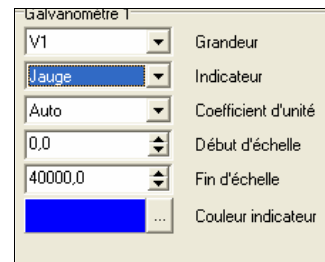 Galvanomètre 1
V1 Grandeur
Jauge Indicateur
Auto Coefficient d'unité
0,0 Début d'échelle
40000,0 Fin d'échelle
... Couleur indicateur